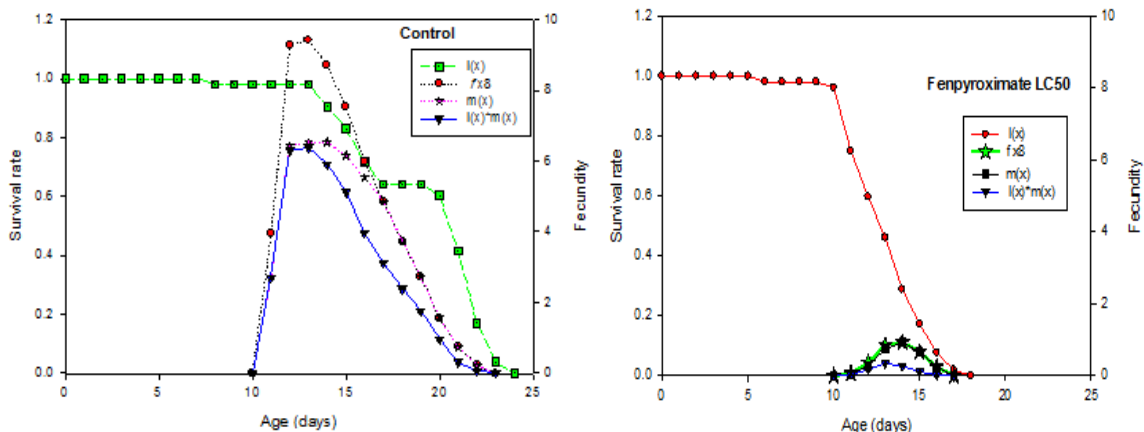 Control
l(x)
fx8
m(x)
l(x)*m(x)
1.2
1.0
0.8
0.6
0.4
0.2
0.0
Survival rate
10
8
6
4
2
0
Fecundity
0 5 10 15 20 25
Age (days)
Fenpyroximate LC50
l(x)
fx8
m(x)
l(x)*m(x)
1.2
1.0
0.8
0.6
0.4
0.2
0.0
Survival rate
10
8
6
4
2
0
Fecundity
0 5 10 15 20 25
Age (days)